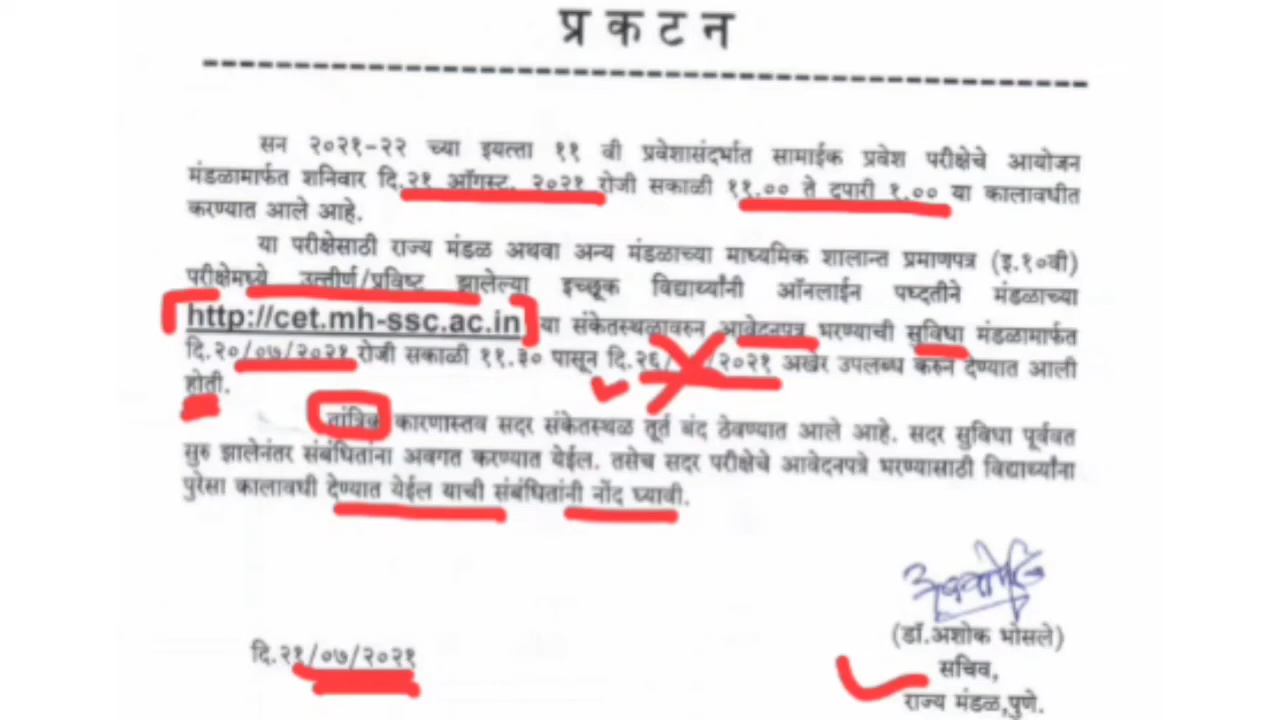 प्रकटन
सन २०२१-२२ च्या इयत्ता ११ वी प्रवेशासंदर्भात सामाईक प्रवेश परीक्षेचे आयोजन
मंडळामार्फत शनिवार दि.२१ ऑगस्ट, २०२१ रोजी सकाळी ११.०० ते दुपारी १.०० या कालावधीत
करण्यात आले आहे.
या परीक्षेसाठी राज्य मंडळ अथवा अन्य मंडळाच्या माध्यमिक शालान्त प्रमाणपत्र (इ.१०वी)
परीक्षेमध्ये उत्तीर्ण/प्रविष्ट झालेल्या इच्छूक विद्यार्थ्यांनी ऑनलाईन पध्दतीने मंडळाच्या
http://cet.mh-ssc.ac.in या संकेतस्थळावरुन आवेदनपत्र भरण्याची सुविधा मंडळामार्फत
दि.२०/०७/२०२१ रोजी सकाळी ११.३० पासून दि.२६/ /२०२१ अखेर उपलब्ध करुन देण्यात आली
होती.
तांत्रिक कारणास्तव सदर संकेतस्थळ तूर्त बंद ठेवण्यात आले आहे. सदर सुविधा पूर्ववत
सुरु झालेनंतर संबंधितांना अवगत करण्यात येईल. तसेच सदर परीक्षेचे आवेदनपत्रे भरण्यासाठी विद्यार्थ्यांना
पुरेसा कालावधी देण्यात येईल याची संबंधितांनी नोंद घ्यावी.
(डॉ.अशोक भोसले)
दि.२१/०७/२०२१
सचिव,
राज्य मंडळ,पुणे.